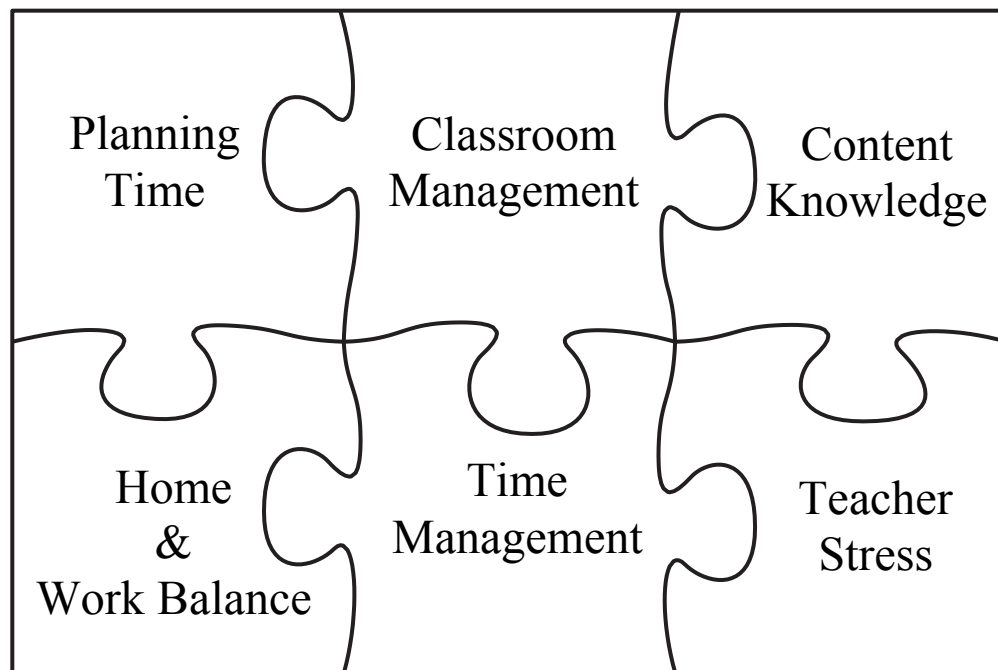 Planning
Time
Classroom
Management
Content
Knowledge
Home
&
Work Balance
Time
Management
Teacher
Stress